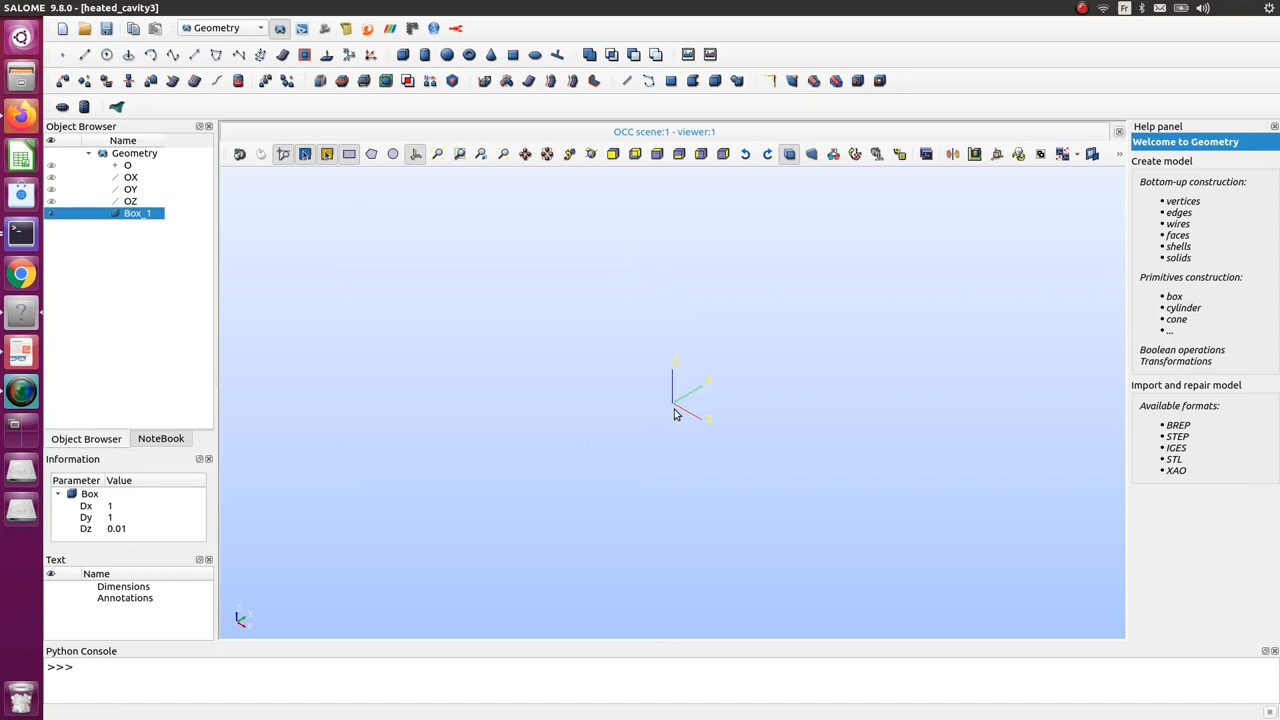 SALOME 9.8.0 - [heated_cavity3]
Fr
Geometry
Object Browser
OCC scene:1 - viewer:1
Help panel
Name
Welcome to Geometry
Geometry
Create model
O
OX
OY
OZ
Box_1
Bottom-up construction:
vertices
edges
wires
faces
shells
solids
Primitives construction:
box
cylinder
cone
...
Boolean operations
Transformations
Import and repair model
Available formats:
BREP
STEP
IGES
STL
XAO
Object Browser
NoteBook
Information
Parameter Value
Box
Dx 1
Dy 1
Dz 0.01
Text
Name
Dimensions
Annotations
Python Console
>>>